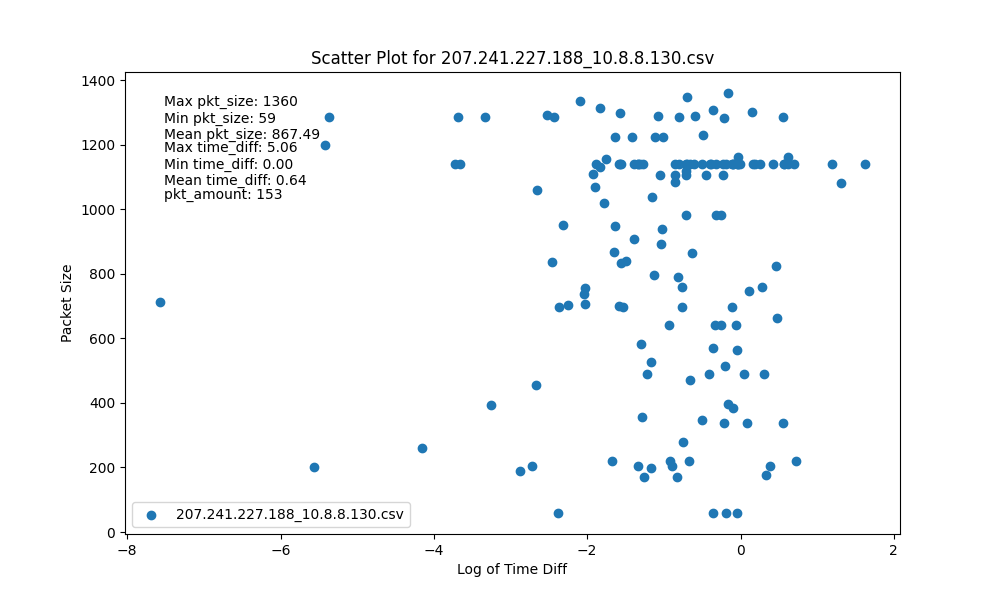 Scatter Plot for 207.241.227.188_10.8.8.130.csv
1400
1200
1000
800
600
400
200
0
Packet Size
Max pkt_size: 1360
Min pkt_size: 59
Mean pkt_size: 867.49
Max time_diff: 5.06
Min time_diff: 0.00
Mean time_diff: 0.64
pkt_amount: 153
207.241.227.188_10.8.8.130.csv
−8 −6 −4 −2 0 2
Log of Time Diff